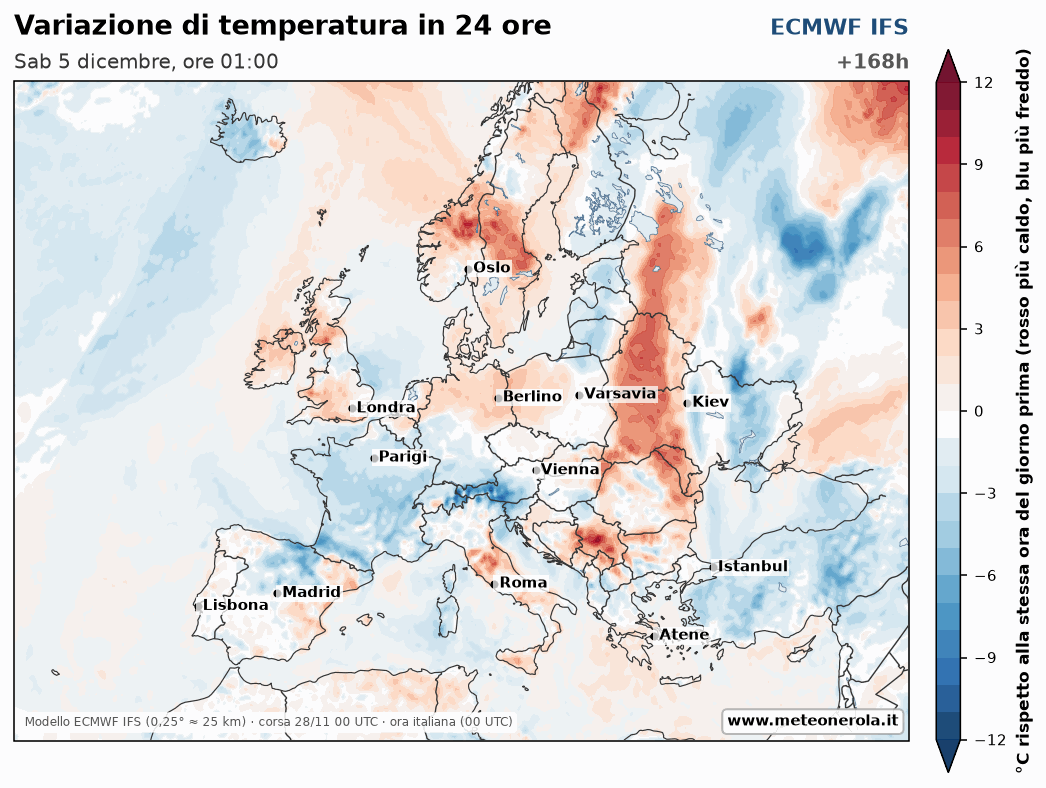 Variazione di temperatura in 24 ore
ECMWF IFS
Sab 5 dicembre, ore 01:00
+168h
Oslo
Berlino
Varsavia
Kiev
Londra
Parigi
Vienna
Istanbul
Roma
Madrid
Lisbona
Atene
Modello ECMWF IFS (0,25° ≈ 25 km) · corsa 28/11 00 UTC · ora italiana (00 UTC)
www.meteonerola.it
12
9
6
3
0
−3
−6
−9
−12
°C rispetto alla stessa ora del giorno prima (rosso più caldo, blu più freddo)